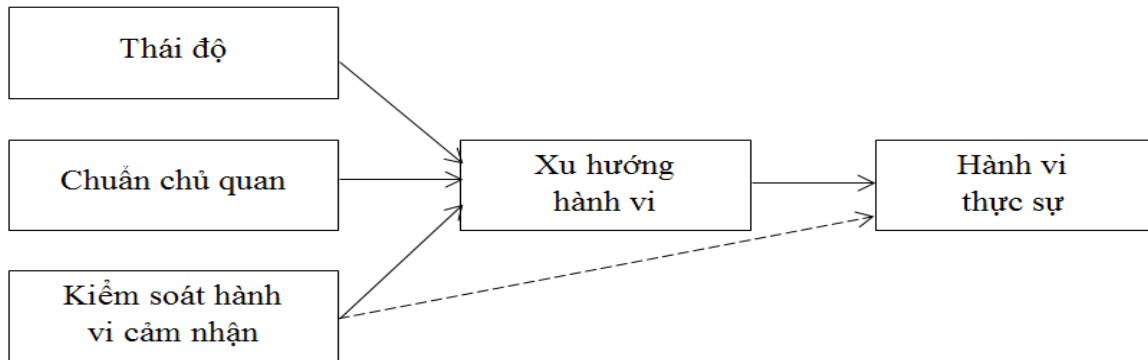 Thái độ
Chuẩn chủ quan
Kiểm soát hành
vi cảm nhận
Xu hướng
hành vi
Hành vi
thực sự